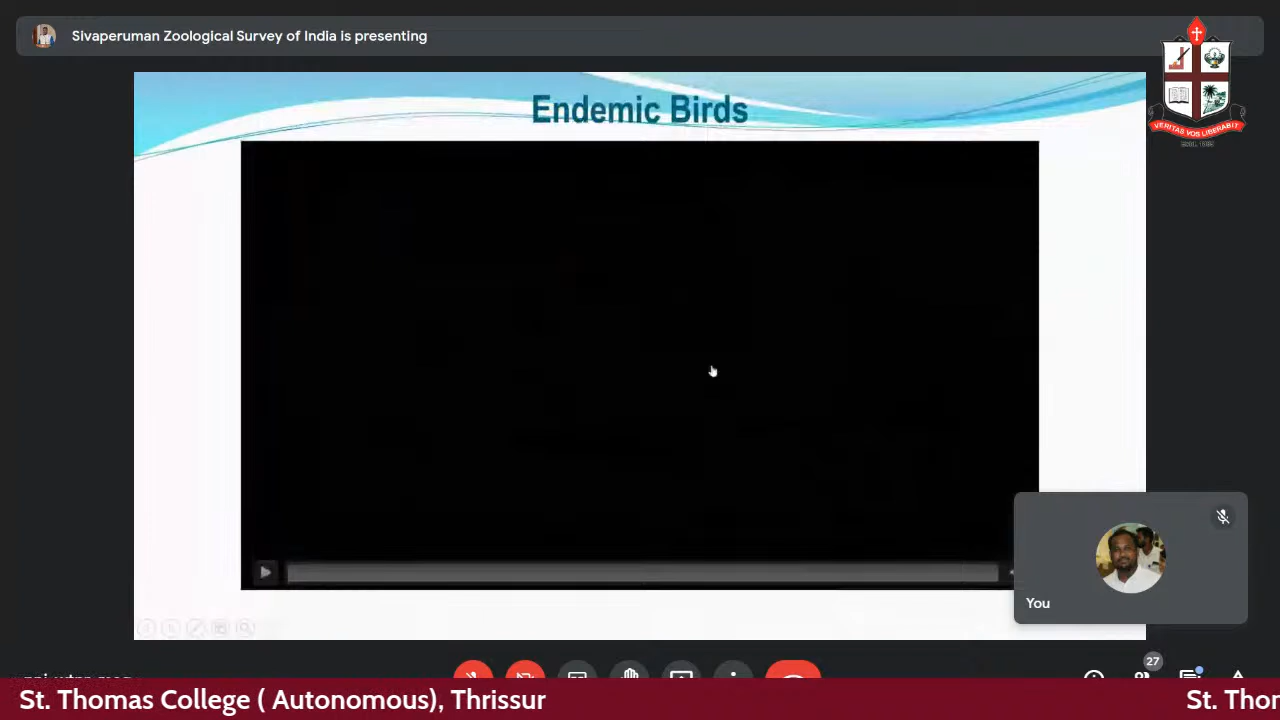 Sivaperuman Zoological Survey of India is presenting
VERITAS VOS LIBERABIT
Endemic Birds
You
27
St. Thomas College ( Autonomous), Thrissur
St. Thor